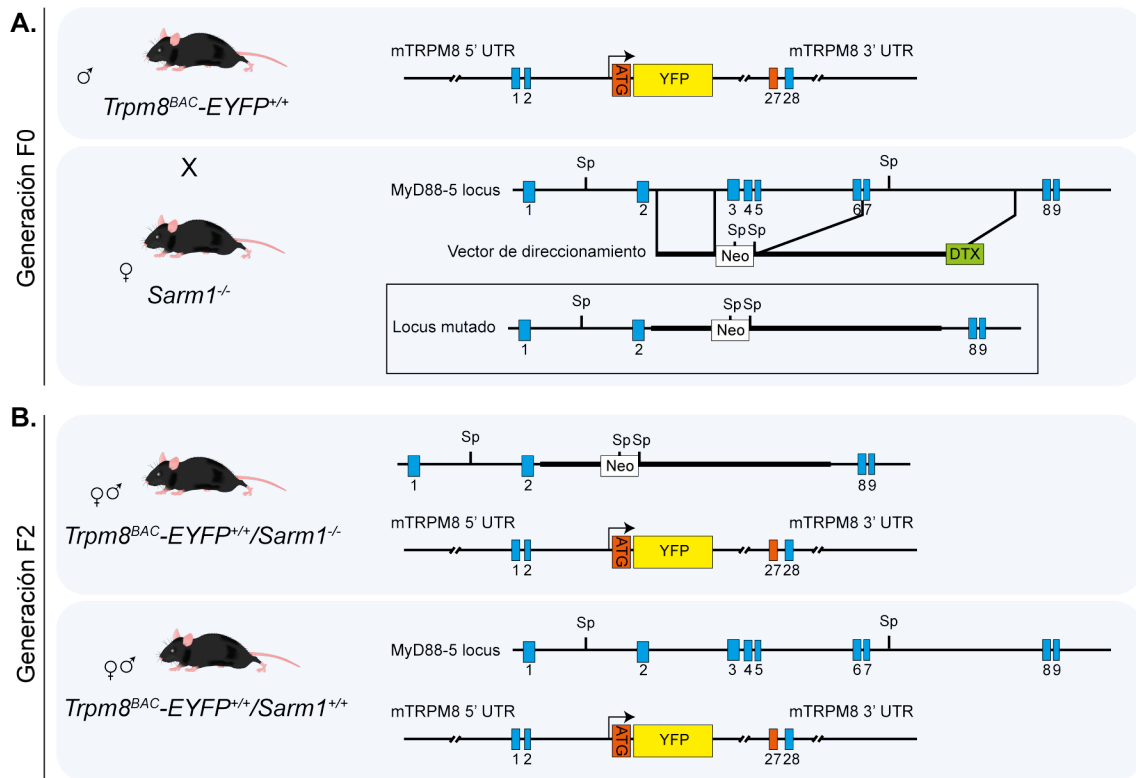 A.
Generación F0
♂
Trpm8BAC-EYFP+/+
mTRPM8 5’ UTR
mTRPM8 3’ UTR
ATG
YFP
1 2
27 28
X
♀
Sarm1-/-
MyD88-5 locus
Sp
Sp
1 2 3 4 5 6 7 8 9
Vector de direccionamiento
Sp Sp
Neo
DTX
Locus mutado
Sp
Sp Sp
Neo
1 2 8 9
B.
Generación F2
♀♂
Trpm8BAC-EYFP+/+/Sarm1-/-
Sp
Sp Sp
Neo
1 2 8 9
mTRPM8 5’ UTR
mTRPM8 3’ UTR
ATG
YFP
1 2
27 28
♀♂
Trpm8BAC-EYFP+/+/Sarm1+/+
MyD88-5 locus
Sp
Sp
1 2 3 4 5 6 7 8 9
mTRPM8 5’ UTR
mTRPM8 3’ UTR
ATG
YFP
1 2
27 28